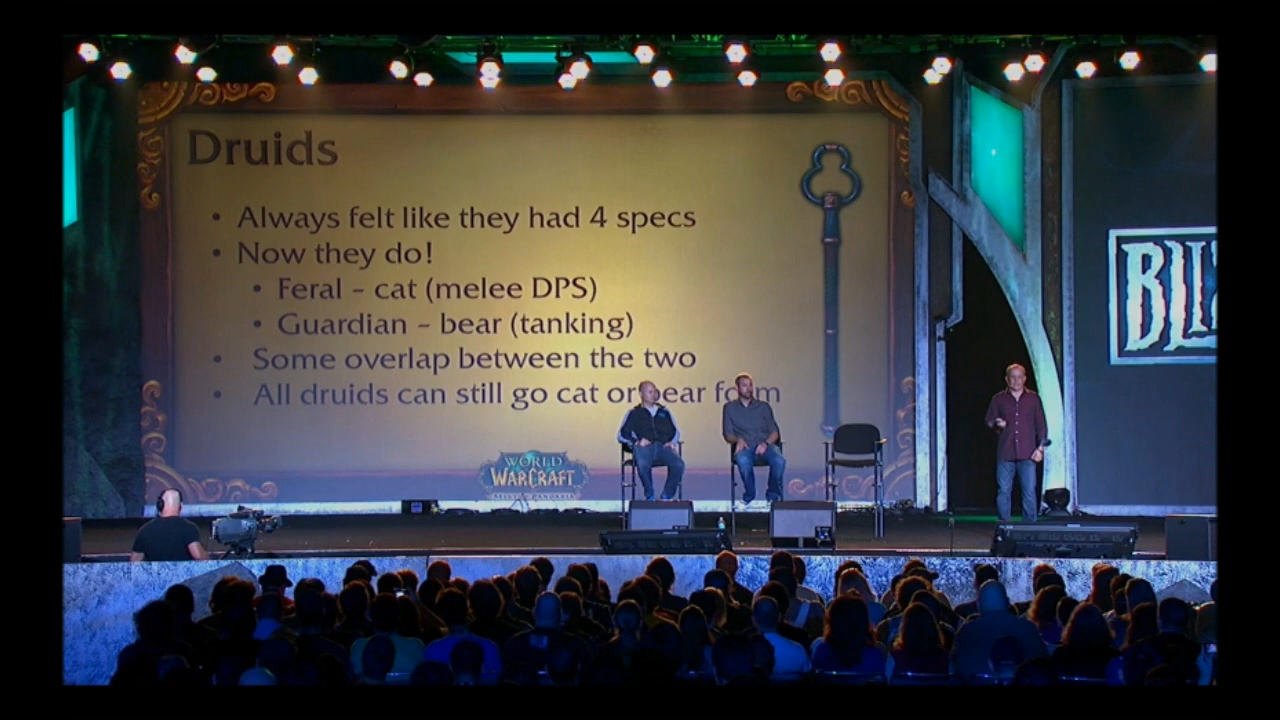 Druids
• Always felt like they had 4 specs
• Now they do!
• Feral – cat (melee DPS)
• Guardian – bear (tanking)
• Some overlap between the two
• All druids can still go cat or bear form
WORLD
WARCRAFT